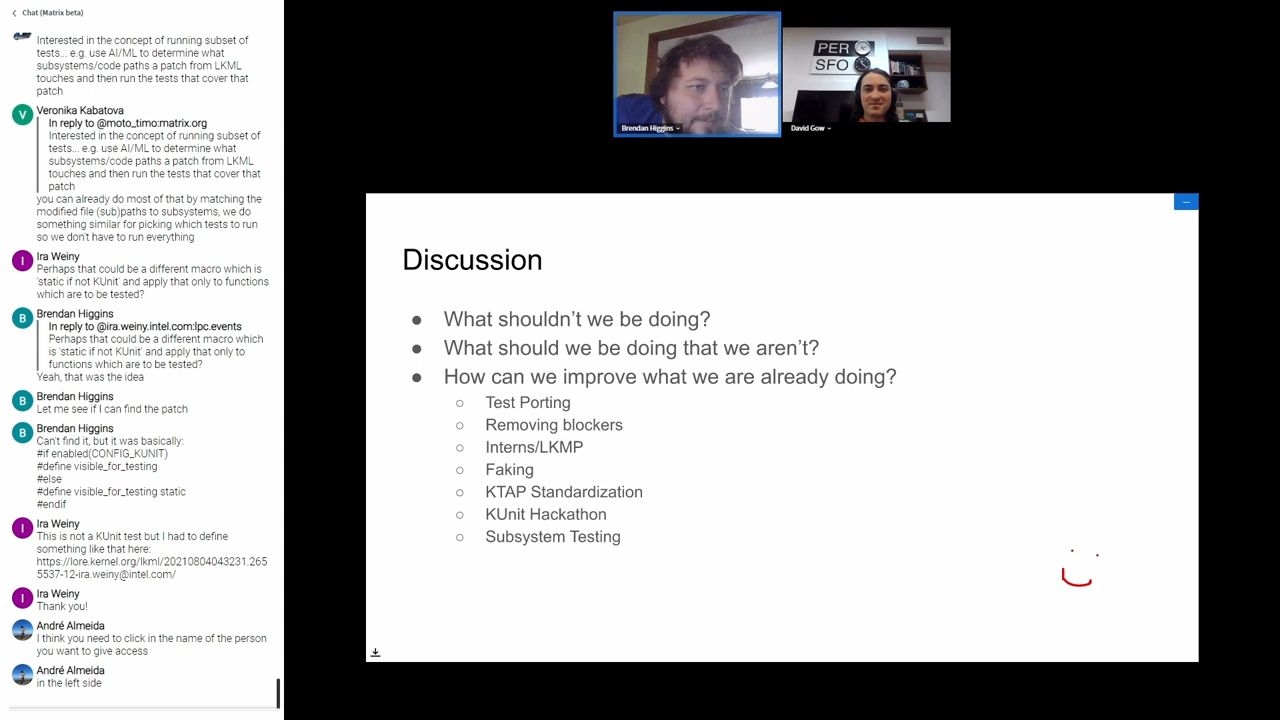 Chat (Matrix beta)
Interested in the concept of running subset of
tests... e.g. use AI/ML to determine what
subsystems/code paths a patch from LKML
touches and then run the tests that cover that
patch
V
Veronika Kabatova
In reply to @moto_timo:matrix.org
Interested in the concept of running subset of
tests... e.g. use AI/ML to determine what
subsystems/code paths a patch from LKML
touches and then run the tests that cover that
patch
you can already do most of that by matching the
modified file (sub)paths to subsystems, we do
something similar for picking which tests to run
so we don't have to run everything
I
Ira Weiny
Perhaps that could be a different macro which is
'static if not KUnit' and apply that only to functions
which are to be tested?
B
Brendan Higgins
In reply to @ira.weiny.intel.com:lpc.events
Perhaps that could be a different macro which
is 'static if not KUnit' and apply that only to
functions which are to be tested?
Yeah, that was the idea
B
Brendan Higgins
Let me see if I can find the patch
B
Brendan Higgins
Can't find it, but it was basically:
#if enabled(CONFIG_KUNIT)
#define visible_for_testing
#else
#define visible_for_testing static
#endif
I
Ira Weiny
This is not a KUnit test but I had to define
something like that here:
https://lore.kernel.org/lkml/20210804043231.265
5537-12-ira.weiny@intel.com/
I
Ira Weiny
Thank you!
André Almeida
I think you need to click in the name of the person
you want to give access
André Almeida
in the left side
Brendan Higgins
PER
SFO
David Gow
Discussion
● What shouldn't we be doing?
● What should we be doing that we aren't?
● How can we improve what we are already doing?
○ Test Porting
○ Removing blockers
○ Interns/LKMP
○ Faking
○ KTAP Standardization
○ KUnit Hackathon
○ Subsystem Testing